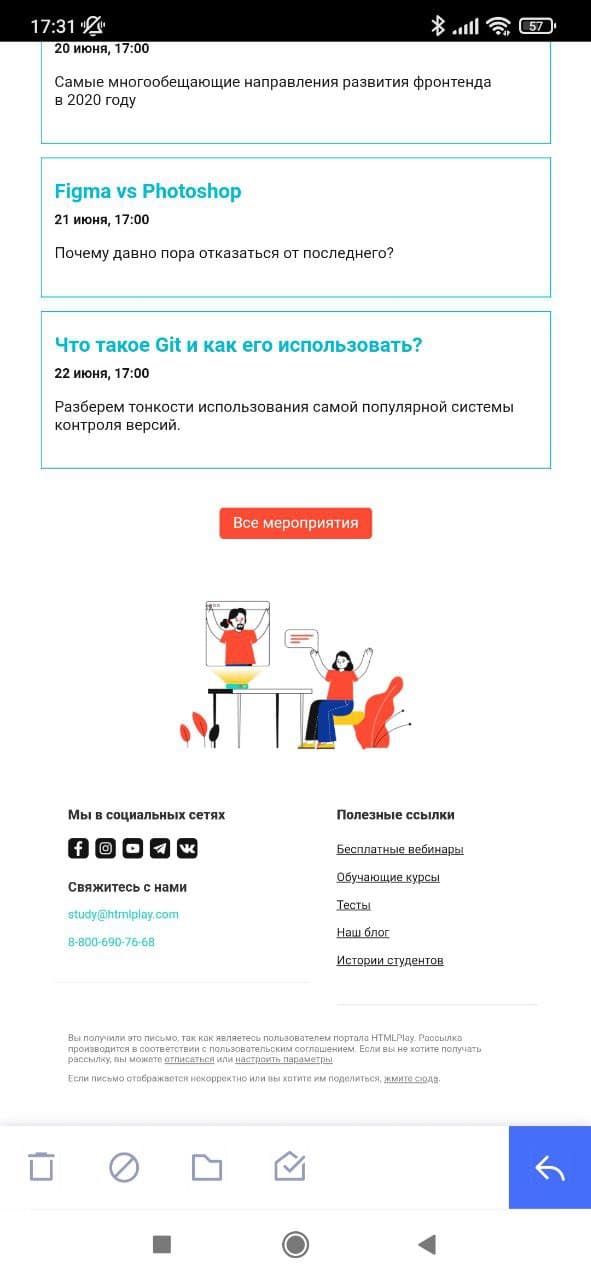 17:31
57
20 июня, 17:00
Самые многообещающие направления развития фронтенда
в 2020 году
Figma vs Photoshop
21 июня, 17:00
Почему давно пора отказаться от последнего?
Что такое Git и как его использовать?
22 июня, 17:00
Разберем тонкости использования самой популярной системы
контроля версий.
Все мероприятия
Мы в социальных сетях
Свяжитесь с нами
study@htmlplay.com
8-800-690-76-68
Полезные ссылки
Бесплатные вебинары
Обучающие курсы
Тесты
Наш блог
Истории студентов
Вы получили это письмо, так как являетесь пользователем портала HTMLPlay. Рассылка
производится в соответствии с пользовательским соглашением. Если вы не хотите получать
рассылку, вы можете отписаться или настроить параметры
Если письмо отображается некорректно или вы хотите им поделиться, жмите сюда.